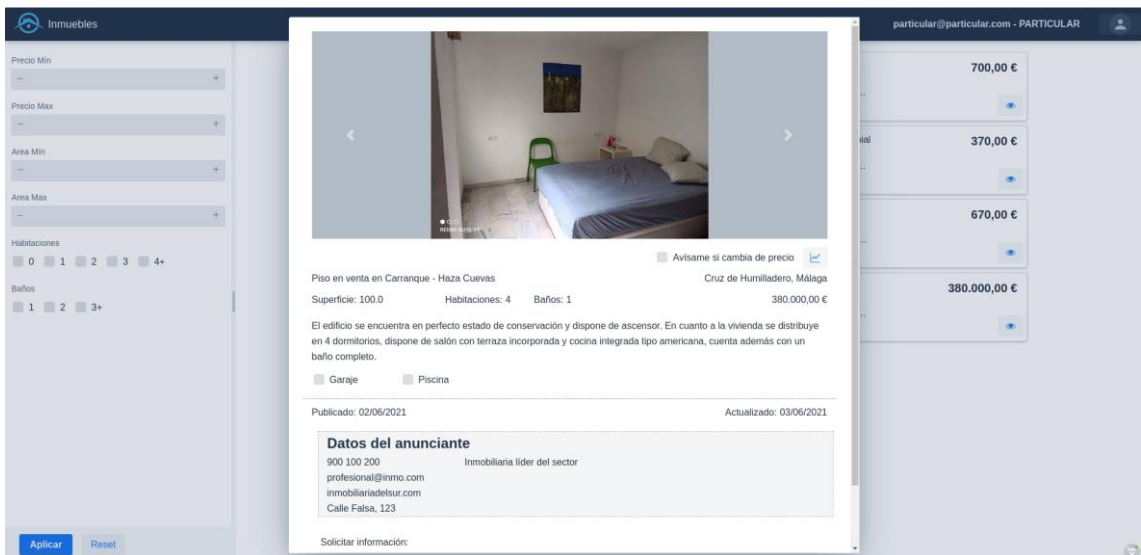 Inmuebles
particular@particular.com - PARTICULAR
Precio Mín
Precio Max
Area Mín
Area Max
Habitaciones
0 1 2 3 4+
Baños
1 2 3+
Aplicar Reset
Avísame si cambia de precio
Piso en venta en Carranque - Haza Cuevas Cruz de Humilladero, Málaga
Superficie: 100.0 Habitaciones: 4 Baños: 1 380.000,00 €
El edificio se encuentra en perfecto estado de conservación y dispone de ascensor. En cuanto a la vivienda se distribuye
en 4 dormitorios, dispone de salón con terraza incorporada y cocina integrada tipo americana, cuenta además con un
baño completo.
Garaje Piscina
Publicado: 02/06/2021 Actualizado: 03/06/2021
Datos del anunciante
900 100 200 Inmobiliaria líder del sector
profesional@inmo.com
inmobiliariadelsur.com
Calle Falsa, 123
Solicitar información:
700,00 €
..
ial 370,00 €
..
670,00 €
..
380.000,00 €
..